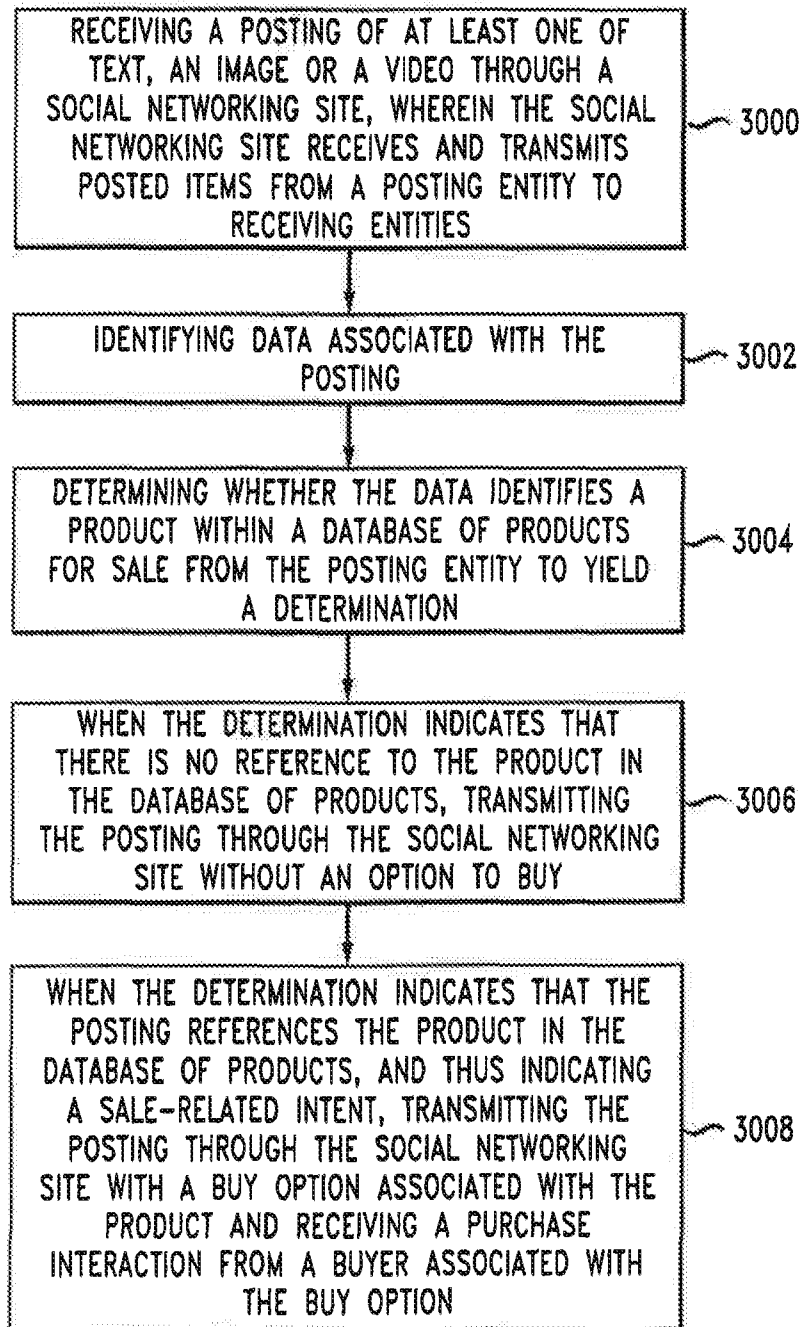 RECEIVING A POSTING OF AT LEAST ONE OF
TEXT, AN IMAGE OR A VIDEO THROUGH A
SOCIAL NETWORKING SITE, WHEREIN THE SOCIAL
NETWORKING SITE RECEIVES AND TRANSMITS
POSTED ITEMS FROM A POSTING ENTITY TO
RECEIVING ENTITIES
3000
IDENTIFYING DATA ASSOCIATED WITH THE
POSTING
3002
DETERMINING WHETHER THE DATA IDENTIFIES A
PRODUCT WITHIN A DATABASE OF PRODUCTS
FOR SALE FROM THE POSTING ENTITY TO YIELD
A DETERMINATION
3004
WHEN THE DETERMINATION INDICATES THAT
THERE IS NO REFERENCE TO THE PRODUCT IN
THE DATABASE OF PRODUCTS, TRANSMITTING
THE POSTING THROUGH THE SOCIAL NETWORKING
SITE WITHOUT AN OPTION TO BUY
3006
WHEN THE DETERMINATION INDICATES THAT THE
POSTING REFERENCES THE PRODUCT IN THE
DATABASE OF PRODUCTS, AND THUS INDICATING
A SALE-RELATED INTENT, TRANSMITTING THE
POSTING THROUGH THE SOCIAL NETWORKING
SITE WITH A BUY OPTION ASSOCIATED WITH THE
PRODUCT AND RECEIVING A PURCHASE
INTERACTION FROM A BUYER ASSOCIATED WITH
THE BUY OPTION
3008